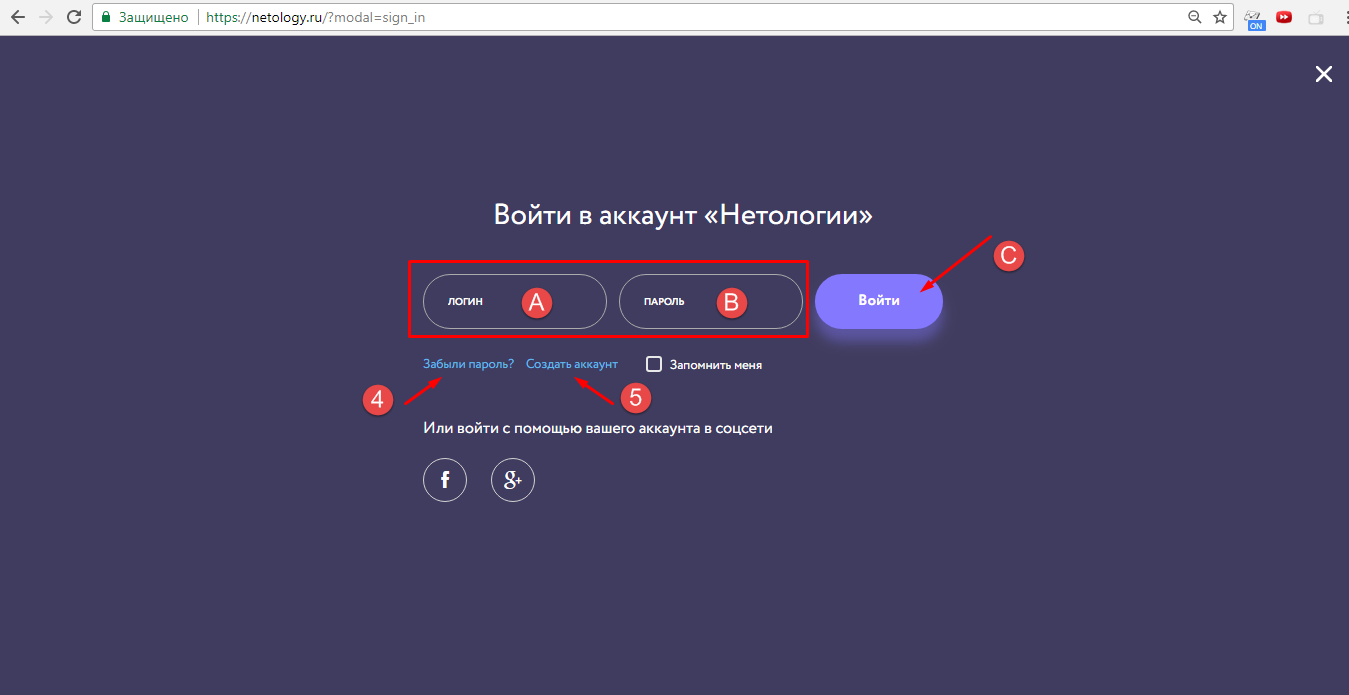 Защищено https://netology.ru/?modal=sign_in
ON
Войти в аккаунт «Нетологии»
C
ЛОГИН A ПАРОЛЬ B Войти
Забыли пароль? Создать аккаунт Запомнить меня
4 5
Или войти с помощью вашего аккаунта в соцсети
f g+